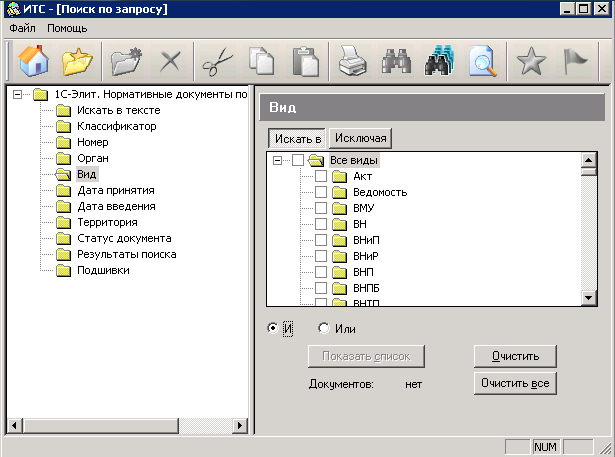 ИТС - [Поиск по запросу]
Файл Помощь
1С-Элит. Нормативные документы по
Искать в тексте
Классификатор
Номер
Орган
Вид
Дата принятия
Дата введения
Территория
Статус документа
Результаты поиска
Подшивки
Вид
Искать в Исключая
Все виды
Акт
Ведомость
ВМУ
ВН
ВНиП
ВНиР
ВНП
ВНПБ
ВНТП
И Или
Показать список Очистить
Документов: нет Очистить все
NUM